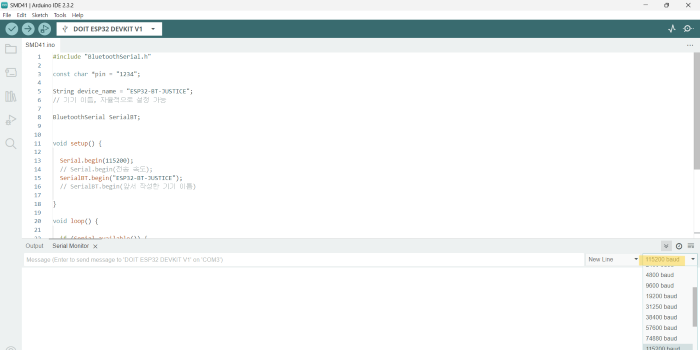 SMD41 | Arduino IDE 2.3.2
File Edit Sketch Tools Help
DOIT ESP32 DEVKIT V1
SMD41.ino
1 #include "BluetoothSerial.h"
2
3 const char *pin = "1234";
4
5 String device_name = "ESP32-BT-JUSTICE";
6 // 기기 이름, 자율적으로 설정 가능
7
8 BluetoothSerial SerialBT;
9
10
11 void setup() {
12
13 Serial.begin(115200);
14 // Serial.begin(전송 속도);
15 SerialBT.begin("ESP32-BT-JUSTICE");
16 // SerialBT.begin(앞서 작성한 기기 이름)
17
18 }
19
20 void loop() {
21
22 if (Serial.available()) {
Output Serial Monitor
Message (Enter to send message to 'DOIT ESP32 DEVKIT V1' on 'COM3')
New Line
115200 baud
4800 baud
9600 baud
19200 baud
31250 baud
38400 baud
57600 baud
74880 baud
115200 baud